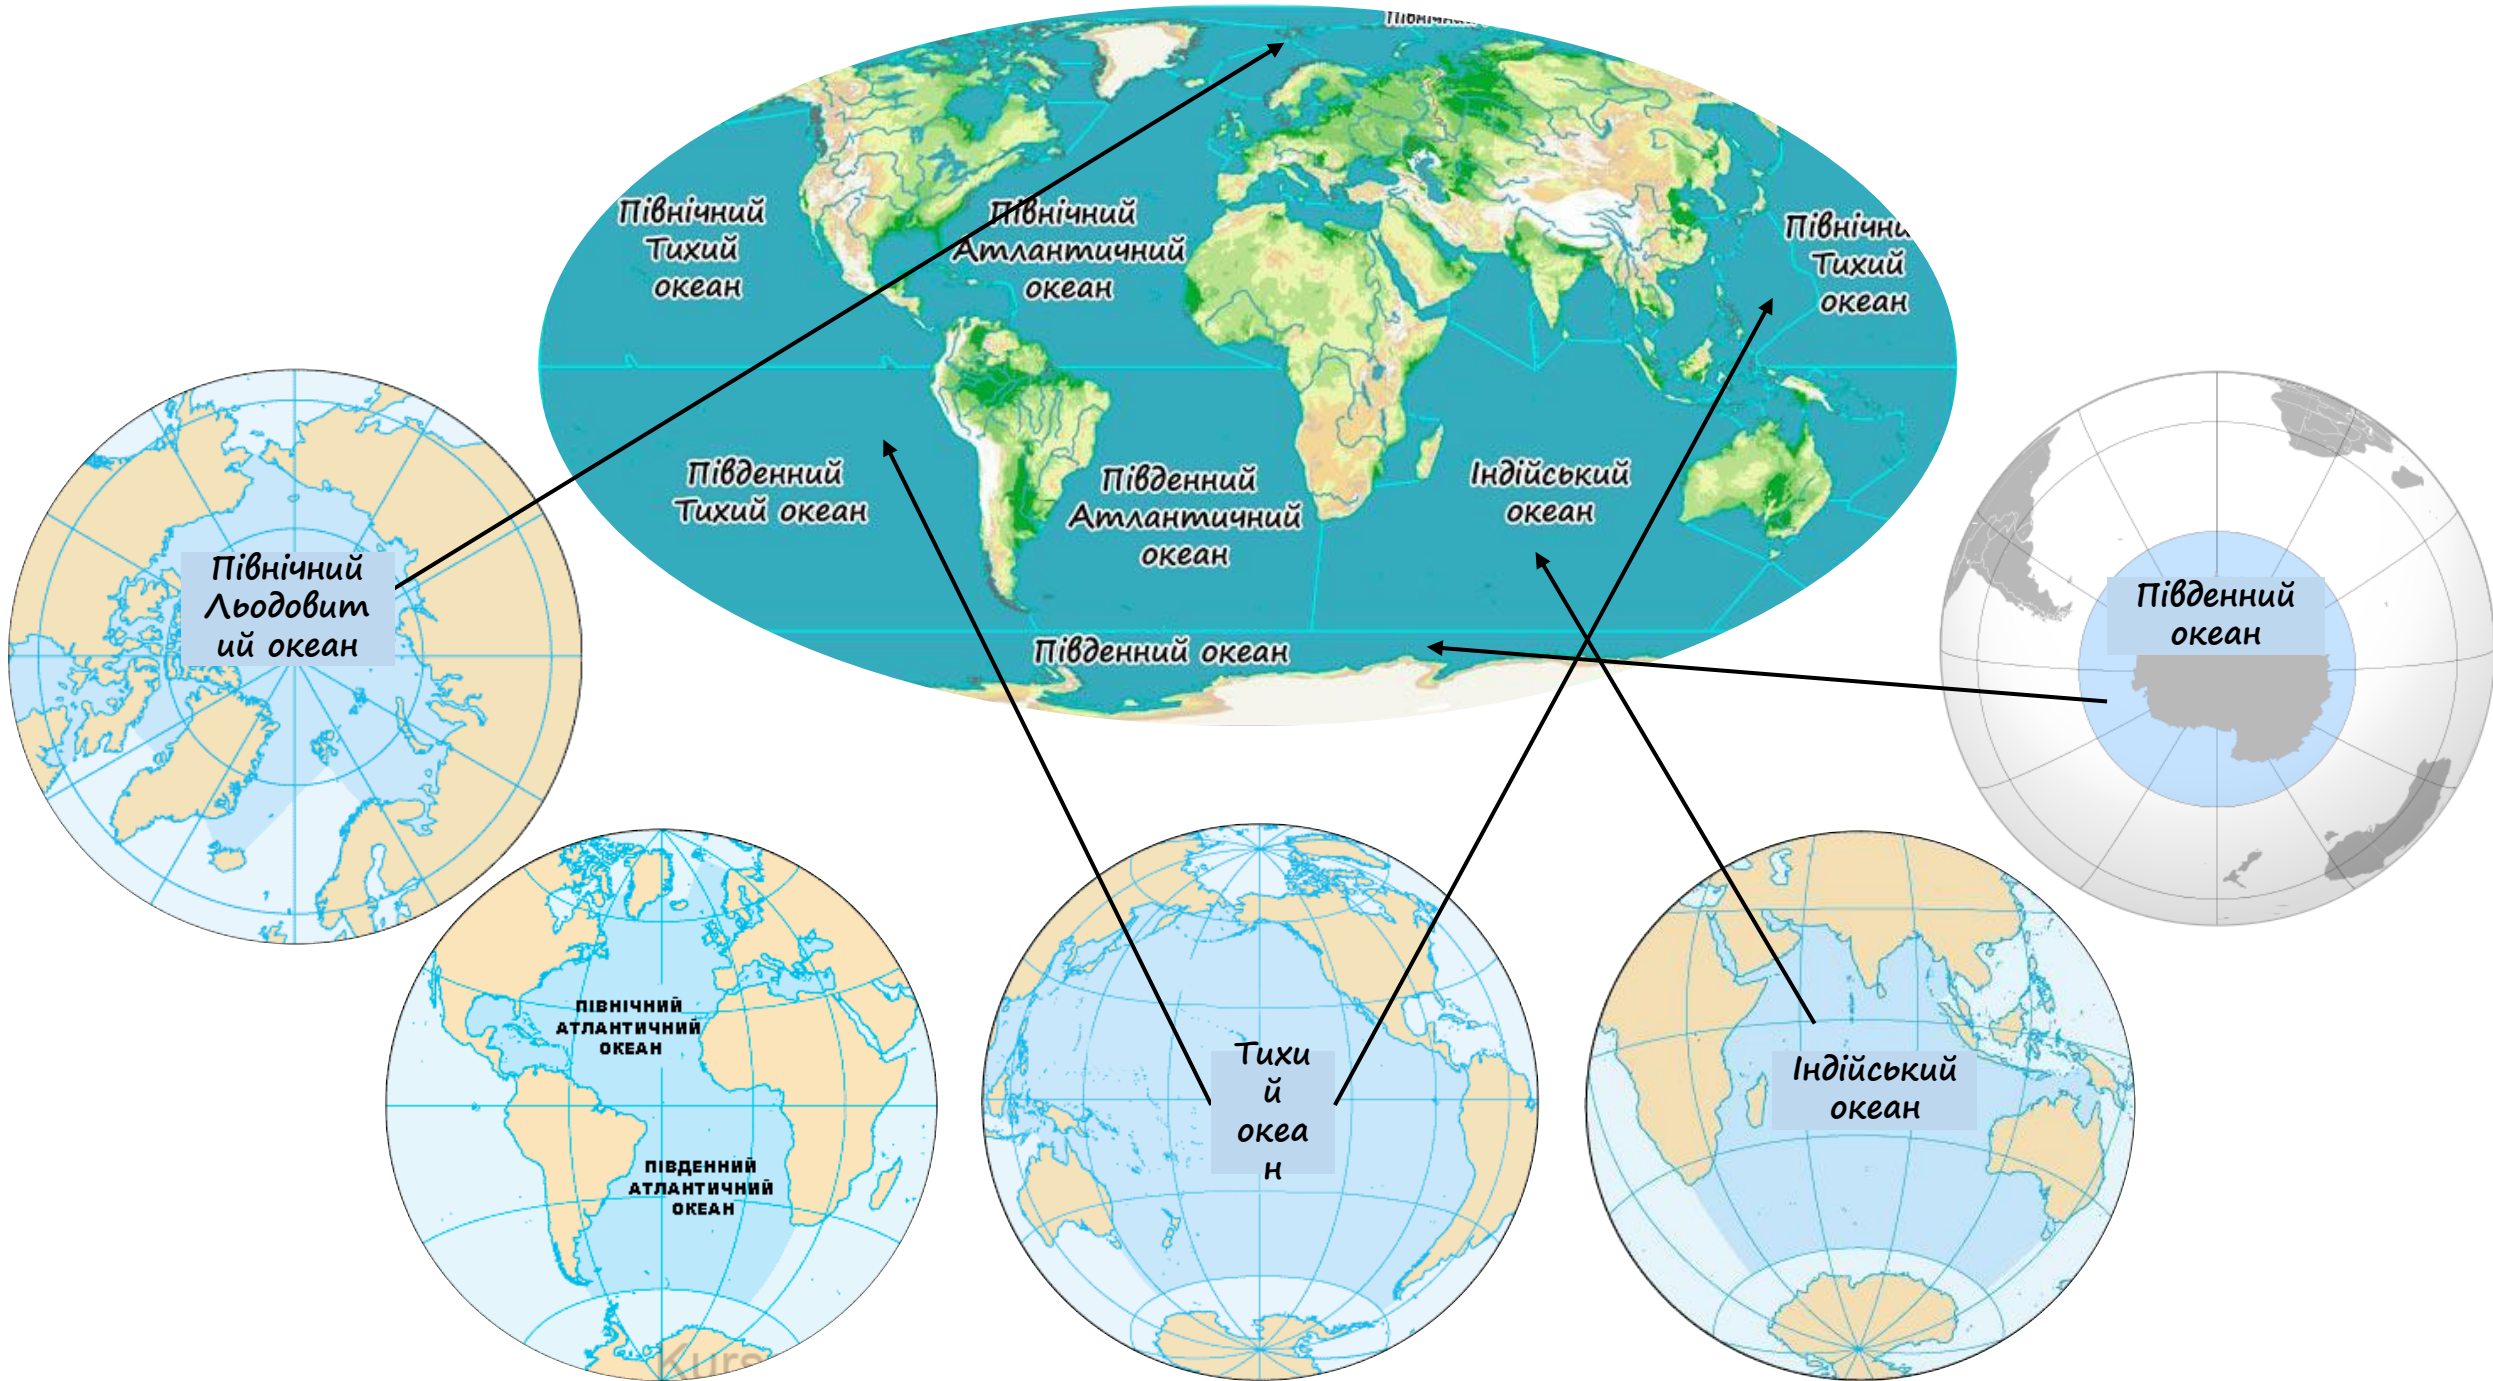 Північний
Тихий
океан
Північний
Атлантичний
океан
Тихий
океан
Південний
Тихий океан
Південний
Атлантичний
океан
Індійський
океан
Південний океан
Північний
Льодовит
ий океан
Південний
океан
ПІВНІЧНИЙ
АТЛАНТИЧНИЙ
ОКЕАН
ПІВДЕННИЙ
АТЛАНТИЧНИЙ
ОКЕАН
Тихи
й
океа
н
Індійський
океан